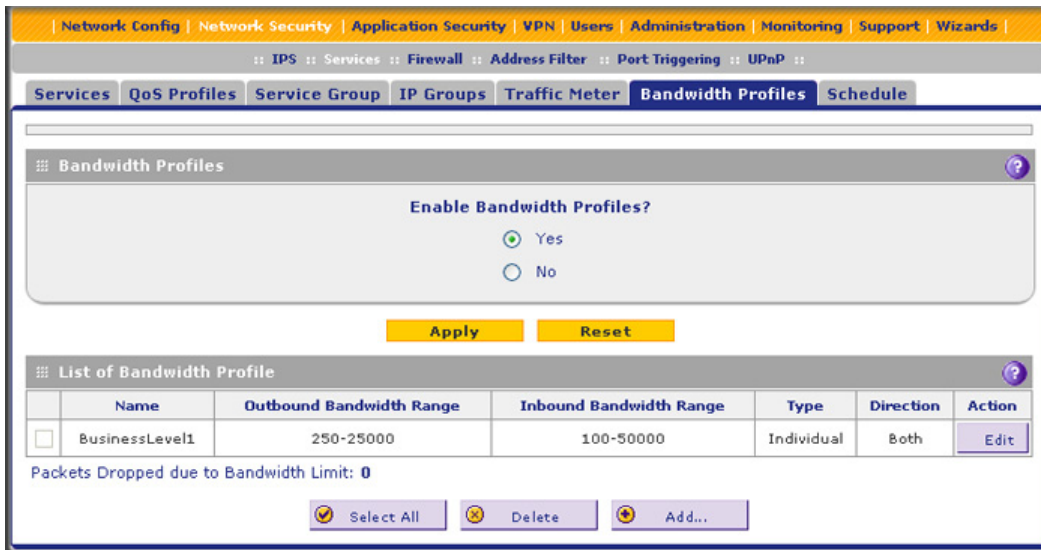 | Network Config | Network Security | Application Security | VPN | Users | Administration | Monitoring | Support | Wizards |
:: IPS :: Services :: Firewall :: Address Filter :: Port Triggering :: UPnP ::
Services QoS Profiles Service Group IP Groups Traffic Meter Bandwidth Profiles Schedule
Bandwidth Profiles ?
Enable Bandwidth Profiles?
Yes
No
Apply Reset
List of Bandwidth Profile ?
Name Outbound Bandwidth Range Inbound Bandwidth Range Type Direction Action
BusinessLevel1 250-25000 100-50000 Individual Both Edit
Packets Dropped due to Bandwidth Limit: 0
Select All Delete Add...